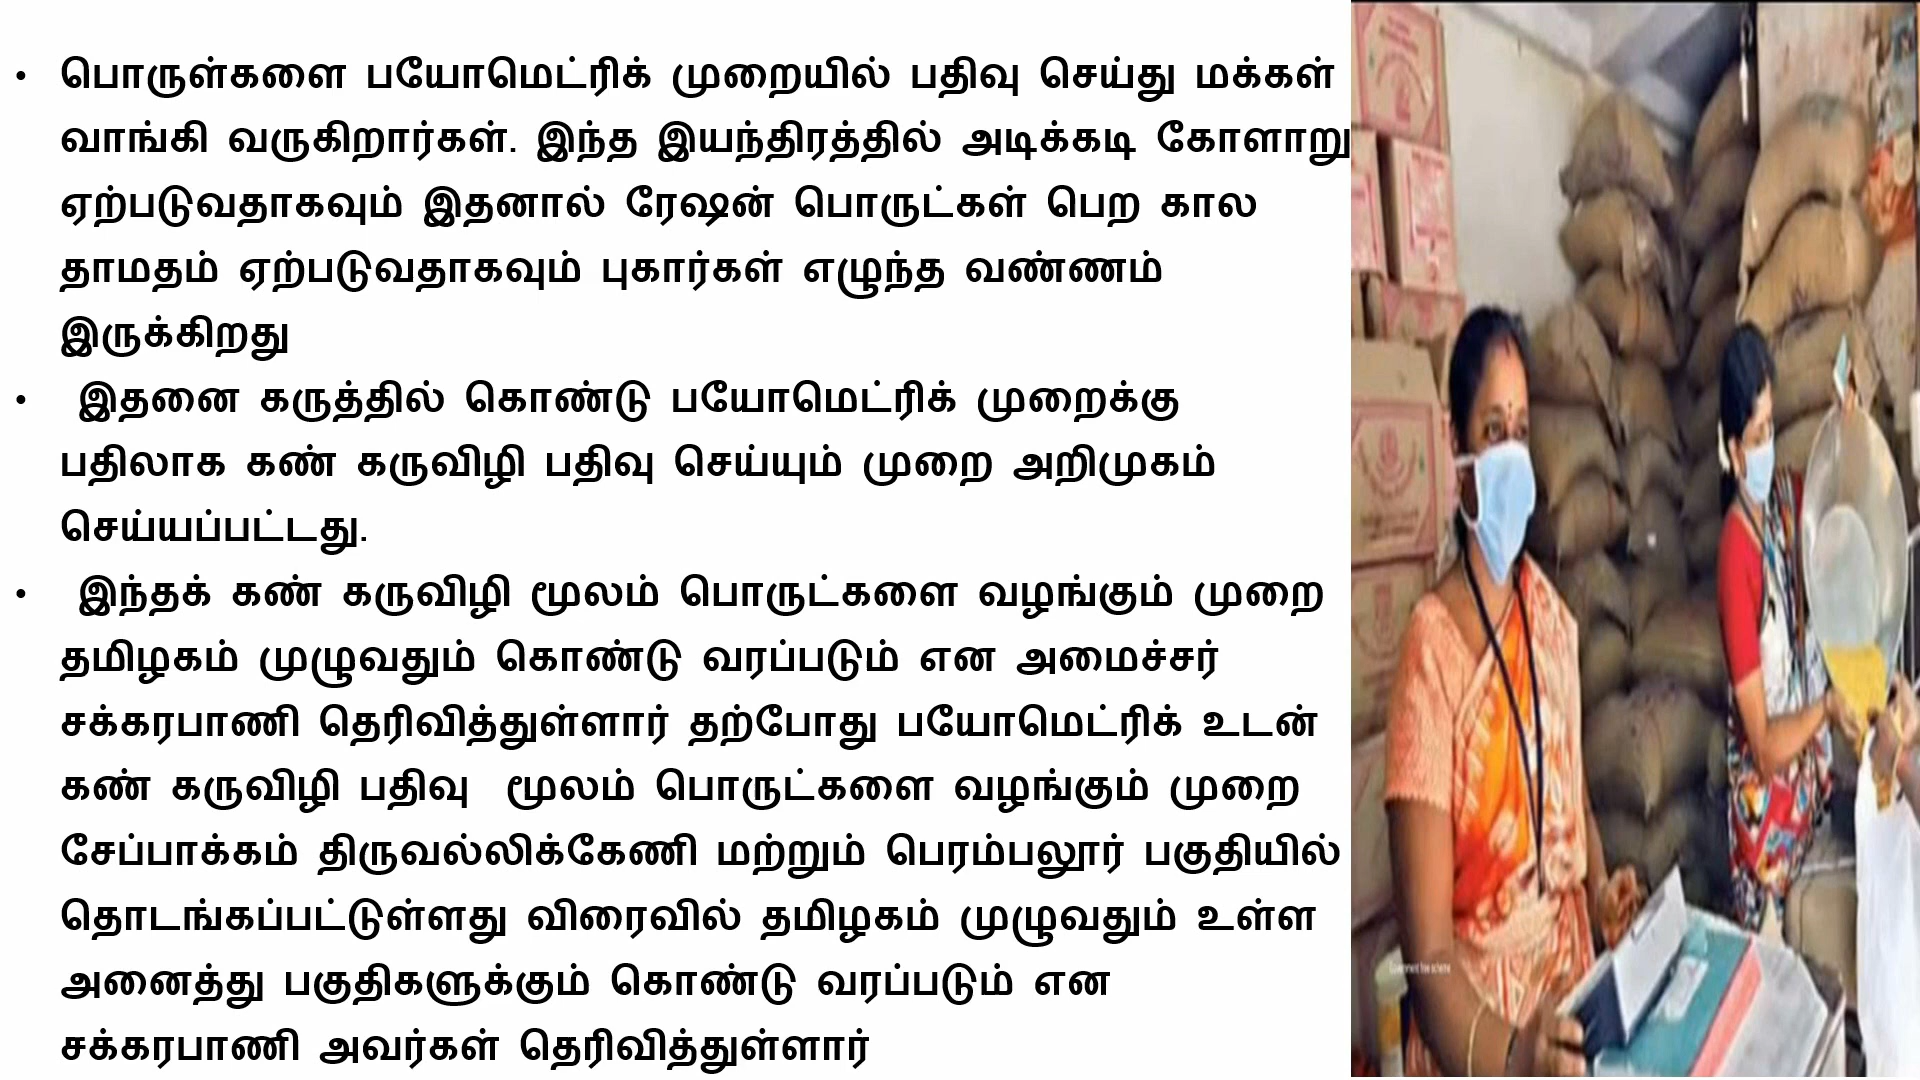 • பொருள்களை பயோமெட்ரிக் முறையில் பதிவு செய்து மக்கள்
வாங்கி வருகிறார்கள். இந்த இயந்திரத்தில் அடிக்கடி கோளாறு
ஏற்படுவதாகவும் இதனால் ரேஷன் பொருட்கள் பெற கால
தாமதம் ஏற்படுவதாகவும் புகார்கள் எழுந்த வண்ணம்
இருக்கிறது
• இதனை கருத்தில் கொண்டு பயோமெட்ரிக் முறைக்கு
பதிலாக கண் கருவிழி பதிவு செய்யும் முறை அறிமுகம்
செய்யப்பட்டது.
• இந்தக் கண் கருவிழி மூலம் பொருட்களை வழங்கும் முறை
தமிழகம் முழுவதும் கொண்டு வரப்படும் என அமைச்சர்
சக்கரபாணி தெரிவித்துள்ளார் தற்போது பயோமெட்ரிக் உடன்
கண் கருவிழி பதிவு மூலம் பொருட்களை வழங்கும் முறை
சேப்பாக்கம் திருவல்லிக்கேணி மற்றும் பெரம்பலூர் பகுதியில்
தொடங்கப்பட்டுள்ளது விரைவில் தமிழகம் முழுவதும் உள்ள
அனைத்து பகுதிகளுக்கும் கொண்டு வரப்படும் என
சக்கரபாணி அவர்கள் தெரிவித்துள்ளார்
Government free scheme